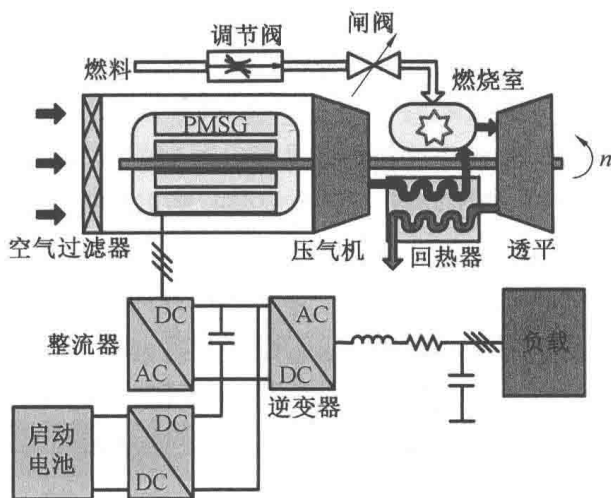 调节阀
闸阀
燃料
燃烧室
PMSG
n
空气过滤器
压气机
回热器
透平
整流器
DC
AC
AC
DC
逆变器
负载
启动
电池
DC
DC